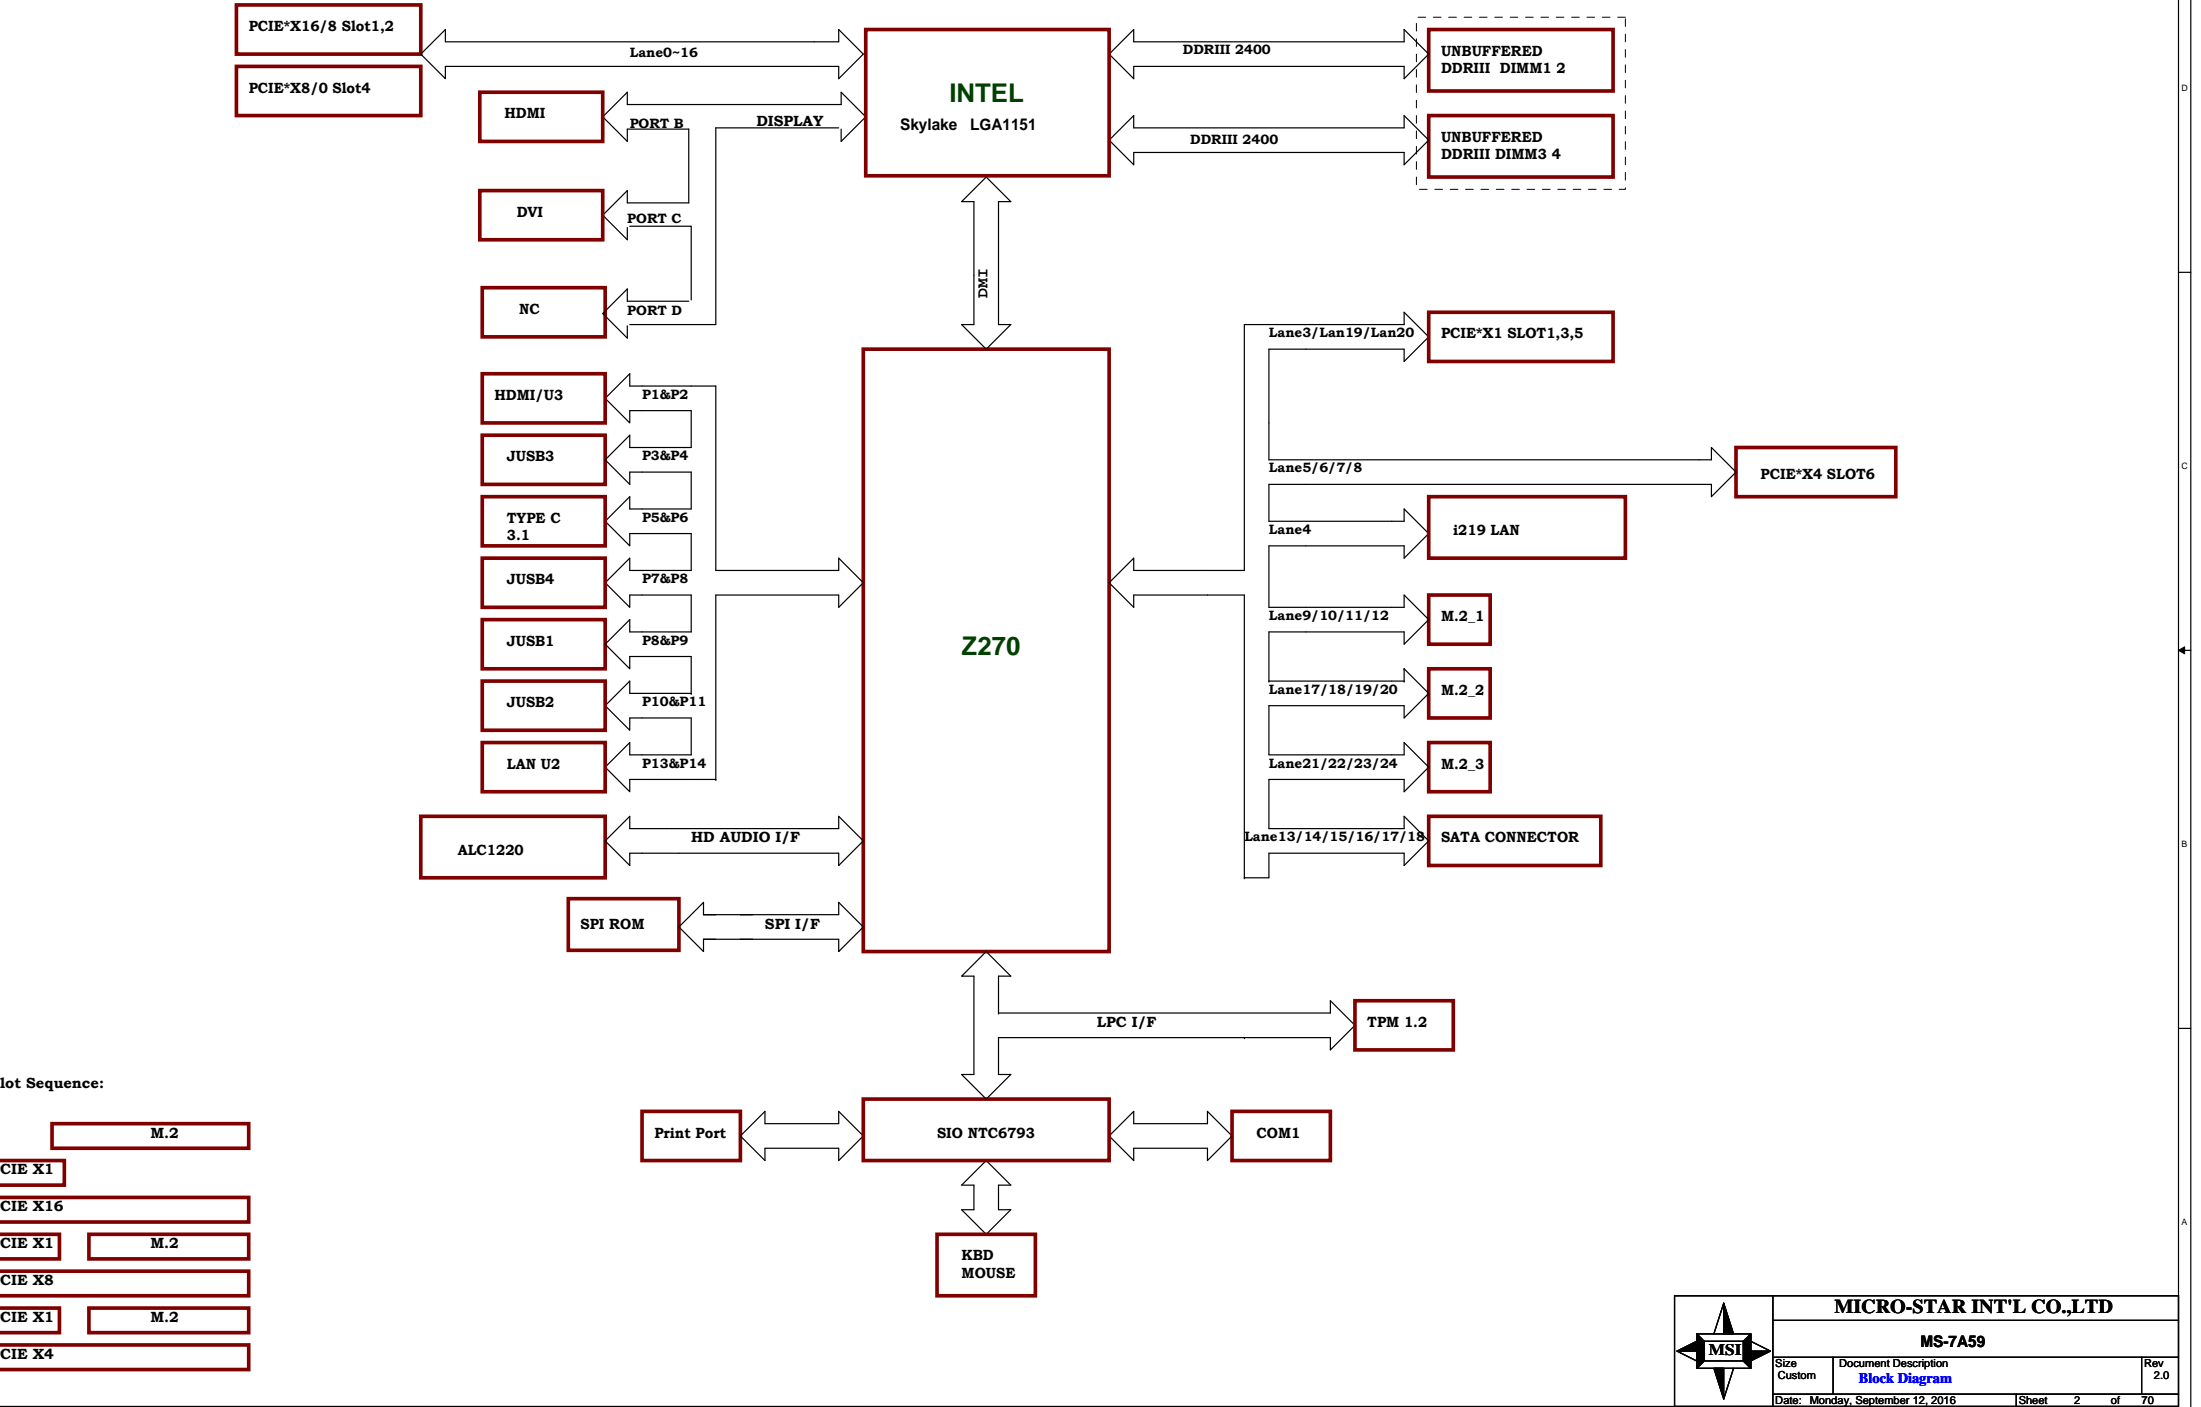 PCIE*X16/8 Slot1,2
PCIE*X8/0 Slot4
Lane0~16
HDMI
PORT B
DISPLAY
DVI
PORT C
NC
PORT D
INTEL
Skylake LGA1151
DDRIII 2400
UNBUFFERED
DDRIII DIMM1 2
DDRIII 2400
UNBUFFERED
DDRIII DIMM3 4
DMI
Z270
HDMI/U3
P1&P2
JUSB3
P3&P4
TYPE C
3.1
P5&P6
JUSB4
P7&P8
JUSB1
P8&P9
JUSB2
P10&P11
LAN U2
P13&P14
ALC1220
HD AUDIO I/F
SPI ROM
SPI I/F
Lane3/Lan19/Lan20
PCIE*X1 SLOT1,3,5
Lane5/6/7/8
PCIE*X4 SLOT6
Lane4
i219 LAN
Lane9/10/11/12
M.2_1
Lane17/18/19/20
M.2_2
Lane21/22/23/24
M.2_3
Lane13/14/15/16/17/18
SATA CONNECTOR
LPC I/F
TPM 1.2
Print Port
SIO NTC6793
COM1
KBD
MOUSE
lot Sequence:
M.2
CIE X1
CIE X16
CIE X1
M.2
CIE X8
CIE X1
M.2
CIE X4
D
C
B
A
MSI
MICRO-STAR INT'L CO.,LTD
MS-7A59
Size
Custom
Document Description
Block Diagram
Rev
2.0
Date: Monday, September 12, 2016
Sheet 2 of 70